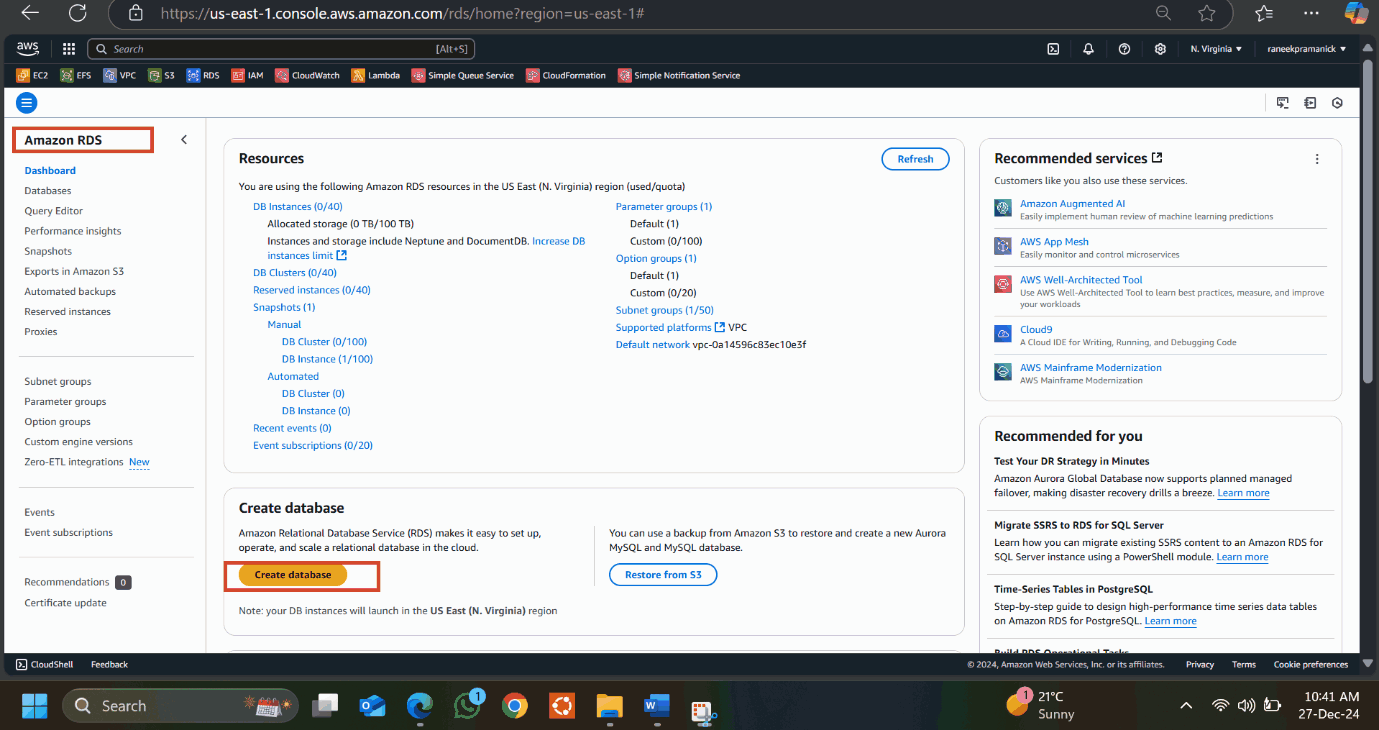 https://us-east-1.console.aws.amazon.com/rds/home?region=us-east-1#
aws
Search [Alt+S]
N. Virginia
raneekpramanick
EC2 EFS VPC S3 RDS IAM CloudWatch Lambda Simple Queue Service CloudFormation Simple Notification Service
Amazon RDS
Dashboard
Databases
Query Editor
Performance insights
Snapshots
Exports in Amazon S3
Automated backups
Reserved instances
Proxies
Subnet groups
Parameter groups
Option groups
Custom engine versions
Zero-ETL integrations New
Events
Event subscriptions
Recommendations 0
Certificate update
Resources
Refresh
You are using the following Amazon RDS resources in the US East (N. Virginia) region (used/quota)
DB Instances (0/40)
Allocated storage (0 TB/100 TB)
Instances and storage include Neptune and DocumentDB. Increase DB
instances limit
DB Clusters (0/40)
Reserved instances (0/40)
Snapshots (1)
Manual
DB Cluster (0/100)
DB Instance (1/100)
Automated
DB Cluster (0)
DB Instance (0)
Recent events (0)
Event subscriptions (0/20)
Parameter groups (1)
Default (1)
Custom (0/100)
Option groups (1)
Default (1)
Custom (0/20)
Subnet groups (1/50)
Supported platforms VPC
Default network vpc-0a14596c83ec10e3f
Create database
Amazon Relational Database Service (RDS) makes it easy to set up,
operate, and scale a relational database in the cloud.
Create database
You can use a backup from Amazon S3 to restore and create a new Aurora
MySQL and MySQL database.
Restore from S3
Note: your DB instances will launch in the US East (N. Virginia) region
Recommended services
Customers like you also use these services.
Amazon Augmented AI
Easily implement human review of machine learning predictions
AWS App Mesh
Easily monitor and control microservices
AWS Well-Architected Tool
Use AWS Well-Architected Tool to learn best practices, measure, and improve
your workloads
Cloud9
A Cloud IDE for Writing, Running, and Debugging Code
AWS Mainframe Modernization
AWS Mainframe Modernization
Recommended for you
Test Your DR Strategy in Minutes
Amazon Aurora Global Database now supports planned managed
failover, making disaster recovery drills a breeze. Learn more
Migrate SSRS to RDS for SQL Server
Learn how you can migrate existing SSRS content to an Amazon RDS for
SQL Server instance using a PowerShell module. Learn more
Time-Series Tables in PostgreSQL
Step-by-step guide to design high-performance time series data tables
on Amazon RDS for PostgreSQL. Learn more
Build RDS Operational Tasks
CloudShell Feedback
© 2024, Amazon Web Services, Inc. or its affiliates. Privacy Terms Cookie preferences
Search
1
W
1
21°C
Sunny
10:41 AM
27-Dec-24